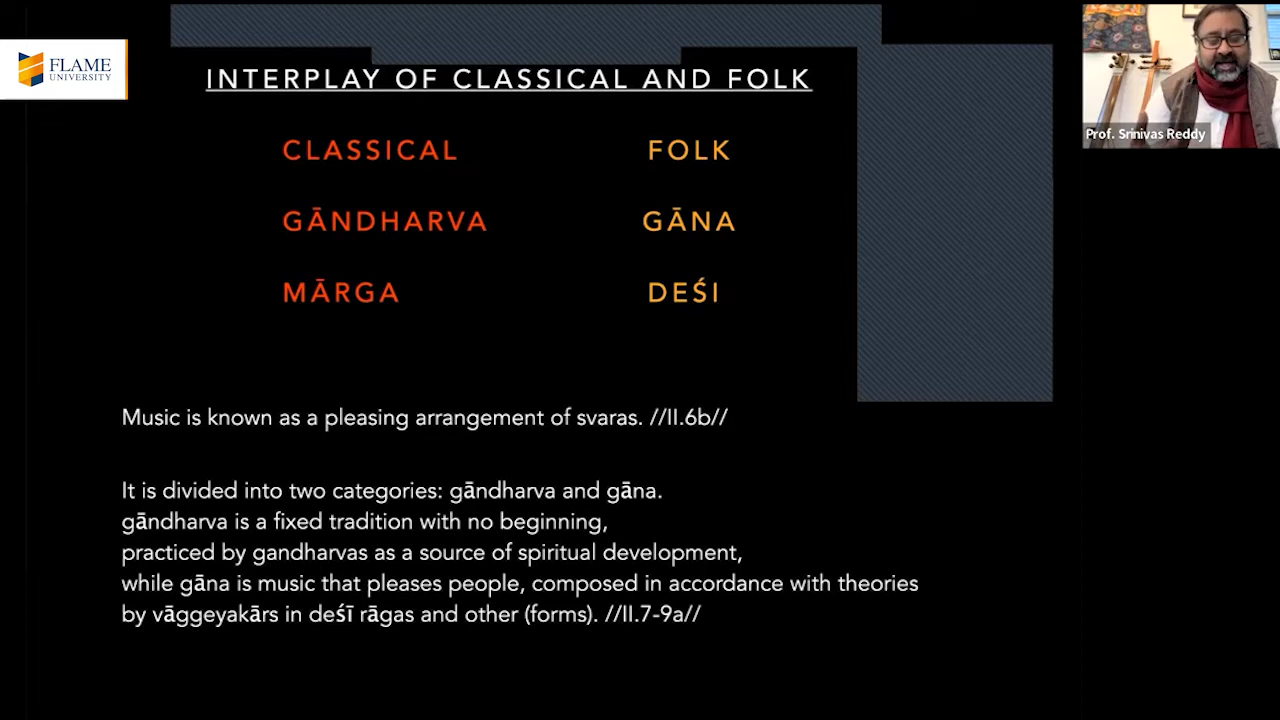 FLAME
UNIVERSITY
INTERPLAY OF CLASSICAL AND FOLK
CLASSICAL FOLK
GĀNDHARVA GĀNA
MĀRGA DEŚI
Music is known as a pleasing arrangement of svaras. //II.6b//
It is divided into two categories: gāndharva and gāna.
gāndharva is a fixed tradition with no beginning,
practiced by gandharvas as a source of spiritual development,
while gāna is music that pleases people, composed in accordance with theories
by vāggeyakārs in deśī rāgas and other (forms). //II.7-9a//
Prof. Srinivas Reddy